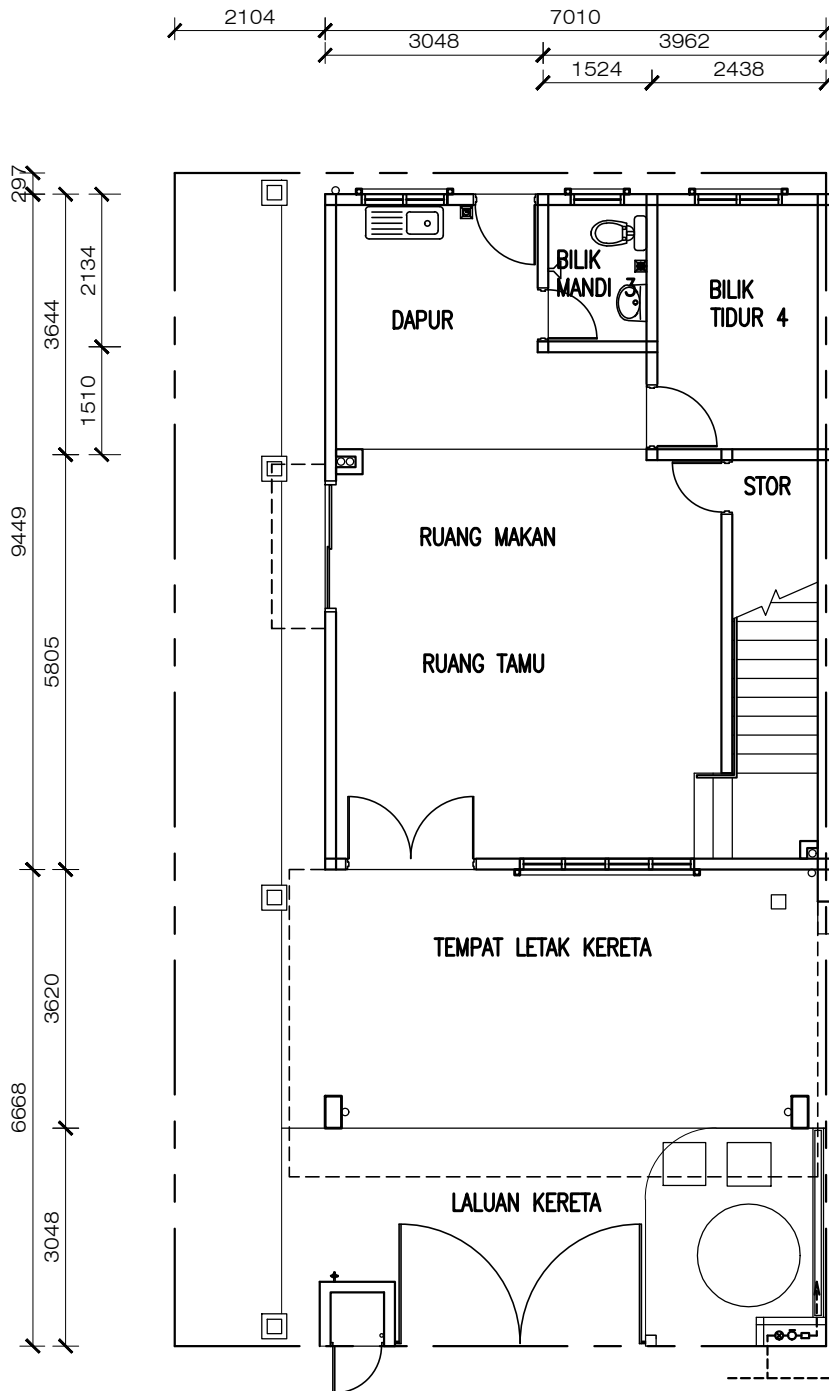 2104 7010
3048 3962
1524 2438
297
2134
3644
1510
9449
5805
3620
6668
3048
BILIK
MANDI 3
BILIK
TIDUR 4
DAPUR
STOR
RUANG MAKAN
RUANG TAMU
TEMPAT LETAK KERETA
LALUAN KERETA